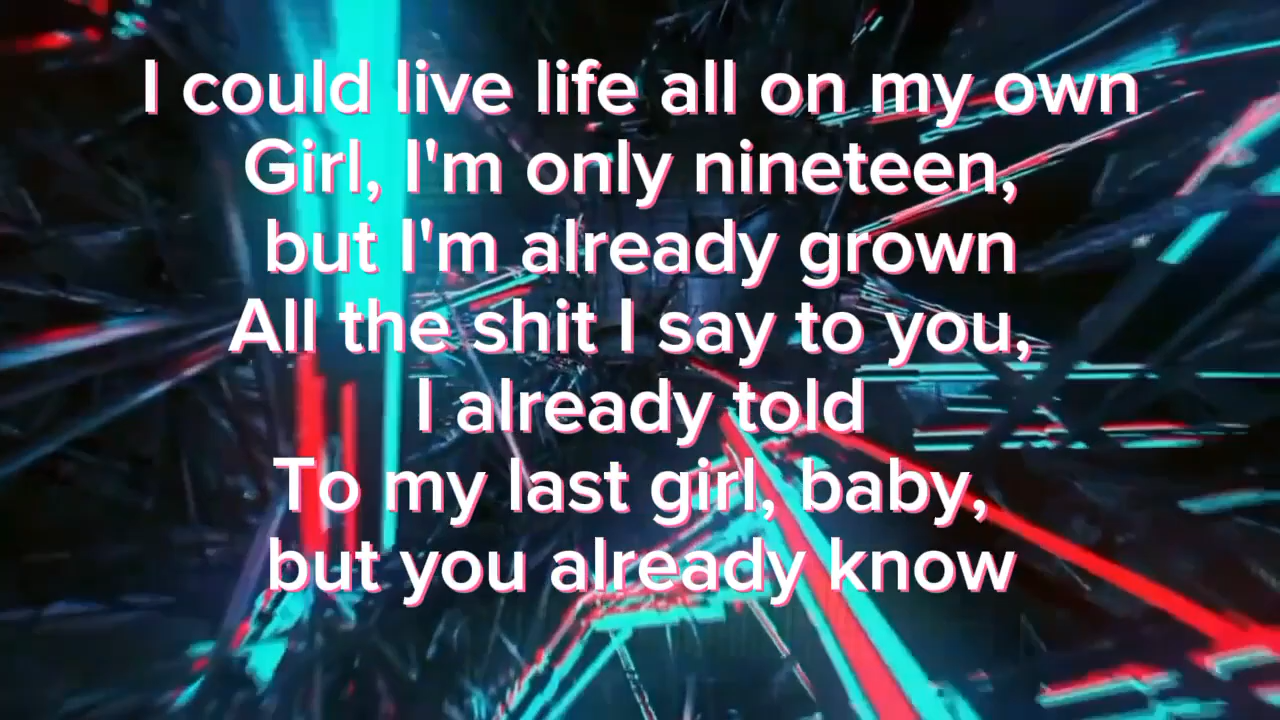 I could live life all on my own
Girl, I'm only nineteen,
but I'm already grown
All the shit I say to you,
I already told
To my last girl, baby,
but you already know